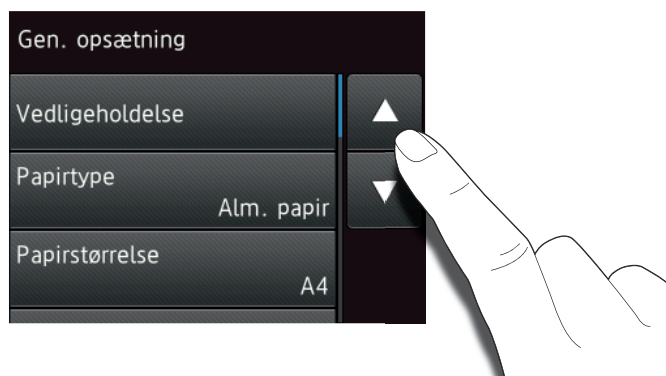 Gen. opsætning
Vedligeholdelse
Papirtype
Alm. papir
Papirstørrelse
A4